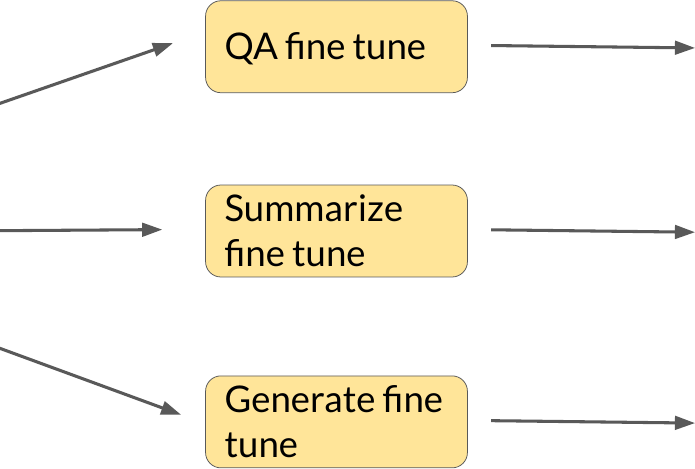 QA fine tune
Summarize
fine tune
Generate fine
tune